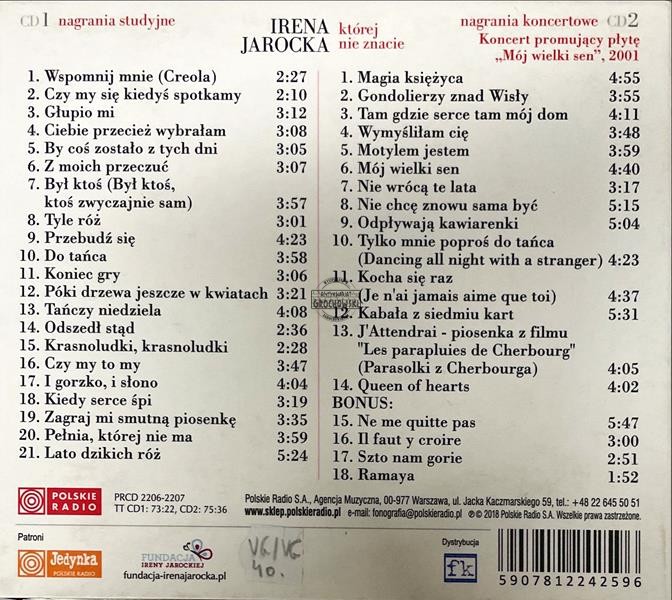 CD1 nagrania studyjne
IRENA JAROCKA
której nie znacie
nagrania koncertowe CD2
Koncert promujący płytę
„Mój wielki sen”, 2001
1. Wspomnij mnie (Creola) 2:27
2. Czy my się kiedyś spotkamy 2:10
3. Głupio mi 3:12
4. Ciebie przecież wybrałam 3:08
5. By coś zostało z tych dni 3:05
6. Z moich przeczuć 3:07
7. Był ktoś (Był ktoś,
ktoś zwyczajnie sam) 3:57
8. Tyle róż 3:01
9. Przebudź się 4:23
10. Do tańca 3:58
11. Koniec gry 3:06
12. Póki drzewa jeszcze w kwiatach 3:21
13. Tańczy niedziela 4:08
14. Odszedł stąd 2:36
15. Krasnoludki, krasnoludki 2:28
16. Czy my to my 3:47
17. I gorzko, i słono 4:04
18. Kiedy serce śpi 3:19
19. Zagraj mi smutną piosenkę 3:35
20. Pełnia, której nie ma 3:59
21. Lato dzikich róż 5:24
1. Magia księżyca 4:55
2. Gondolierzy znad Wisły 3:55
3. Tam gdzie serce tam mój dom 4:11
4. Wymyśliłam cię 3:48
5. Motylem jestem 3:59
6. Mój wielki sen 4:40
7. Nie wrócą te lata 3:17
8. Nie chcę znowu sama być 5:15
9. Odpływają kawiarenki 5:04
10. Tylko mnie poproś do tańca
(Dancing all night with a stranger) 4:23
11. Kocha się raz
(Je n'ai jamais aime que toi) 4:37
12. Kabała z siedmiu kart 5:31
13. J'Attendrai - piosenka z filmu
"Les parapluies de Cherbourg"
(Parasolki z Cherbourga) 4:05
14. Queen of hearts 4:02
BONUS:
15. Ne me quitte pas 5:47
16. Il faut y croire 3:00
17. Szto nam gorie 2:51
18. Ramaya 1:52
GROCHOWSKI
POLSKIE
RADIO
PRCD 2206-2207
TT CD1: 73:22, CD2: 75:36
Polskie Radio S.A., Agencja Muzyczna, 00-977 Warszawa, ul. Jacka Kaczmarskiego 59, tel.: +48 22 645 50 51
www.sklep.polskieradio.pl e-mail: fonografia@polskieradio.pl ℗ © 2018 Polskie Radio S.A. Wszelkie prawa zastrzeżone.
Patroni
Jedynka
POLSKIE RADIO
FUNDACJA
IRENY JAROCKIEJ
fundacja-irenajarocka.pl
VG/VG
40.
Dystrybucja
fk
5907812242596